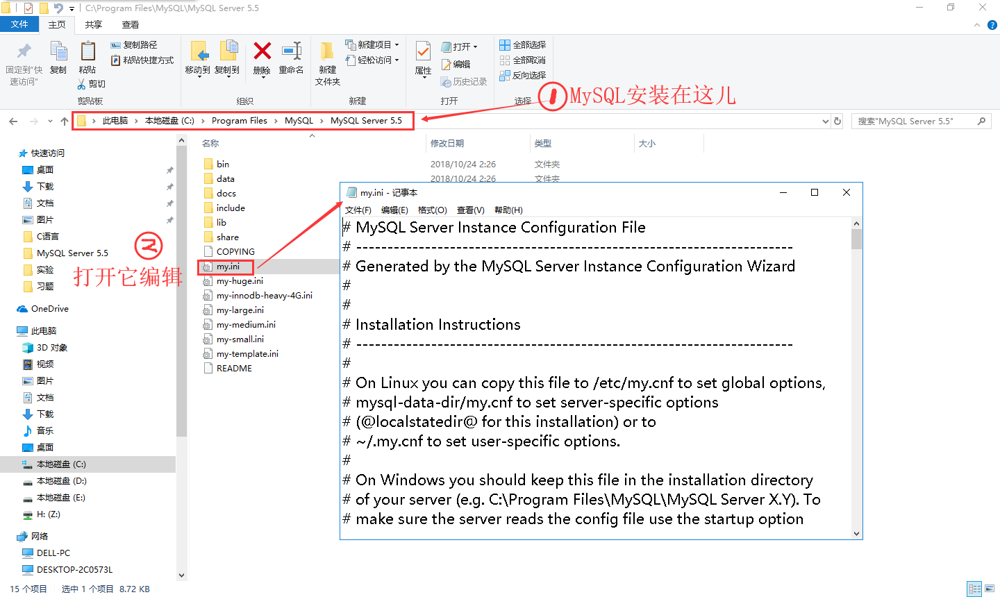 C:\Program Files\MySQL\MySQL Server 5.5
文件 主页 共享 查看
固定到"快速访问"
复制
粘贴
复制路径
粘贴快捷方式
剪切
剪贴板
移动到 复制到
删除 重命名
组织
新建文件夹
新建项目
轻松访问
新建
属性
打开
编辑
历史记录
打开
全部选择
全部取消
反向选择
选择
1 MySQL安装在这儿
此电脑 › 本地磁盘 (C:) › Program Files › MySQL › MySQL Server 5.5
搜索"MySQL Server 5.5"
快速访问
桌面
下载
文档
图片
C语言
MySQL Server 5.5
实验
习题
2
打开它编辑
OneDrive
此电脑
3D 对象
视频
图片
文档
下载
音乐
桌面
本地磁盘 (C:)
本地磁盘 (D:)
本地磁盘 (E:)
H: (Z:)
网络
DELL-PC
DESKTOP-2C0573L
名称 修改日期 类型 大小
bin 2018/10/24 2:26 文件夹
data 2018/10/24 2:26 文件夹
docs
include
lib
share
COPYING
my.ini
my-huge.ini
my-innodb-heavy-4G.ini
my-large.ini
my-medium.ini
my-small.ini
my-template.ini
README
my.ini - 记事本
文件(F) 编辑(E) 格式(O) 查看(V) 帮助(H)
# MySQL Server Instance Configuration File
# ----------------------------------------------------------------------
# Generated by the MySQL Server Instance Configuration Wizard
#
#
# Installation Instructions
# ----------------------------------------------------------------------
#
# On Linux you can copy this file to /etc/my.cnf to set global options,
# mysql-data-dir/my.cnf to set server-specific options
# (@localstatedir@ for this installation) or to
# ~/.my.cnf to set user-specific options.
#
# On Windows you should keep this file in the installation directory
# of your server (e.g. C:\Program Files\MySQL\MySQL Server X.Y). To
# make sure the server reads the config file use the startup option
15 个项目 选中 1 个项目 8.72 KB